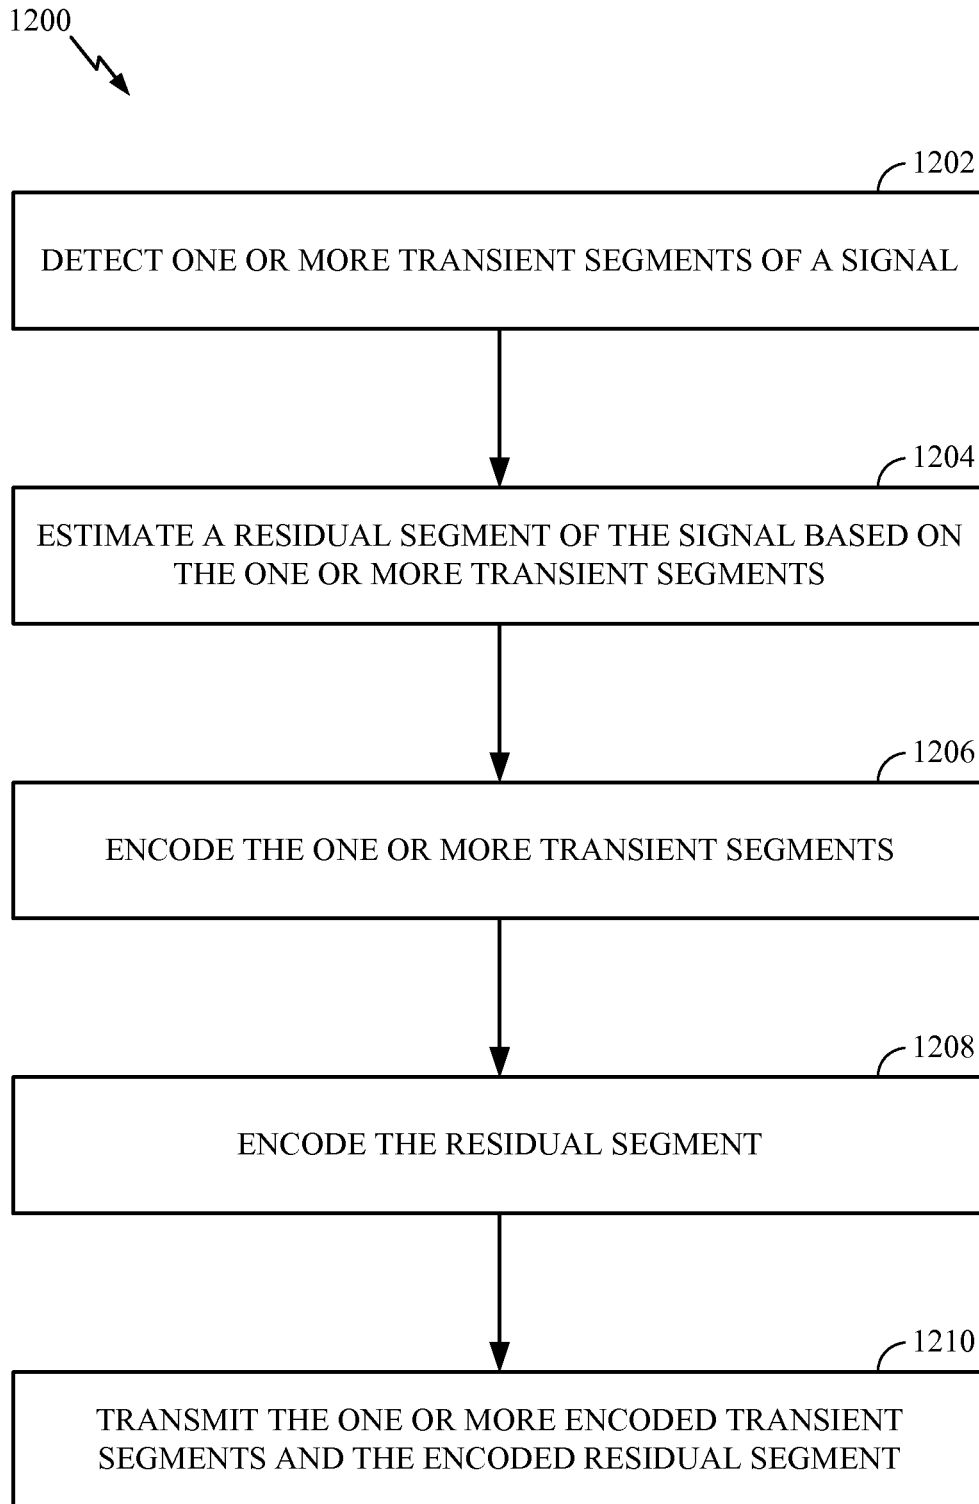 1200
1202
DETECT ONE OR MORE TRANSIENT SEGMENTS OF A SIGNAL
1204
ESTIMATE A RESIDUAL SEGMENT OF THE SIGNAL BASED ON
THE ONE OR MORE TRANSIENT SEGMENTS
1206
ENCODE THE ONE OR MORE TRANSIENT SEGMENTS
1208
ENCODE THE RESIDUAL SEGMENT
1210
TRANSMIT THE ONE OR MORE ENCODED TRANSIENT
SEGMENTS AND THE ENCODED RESIDUAL SEGMENT